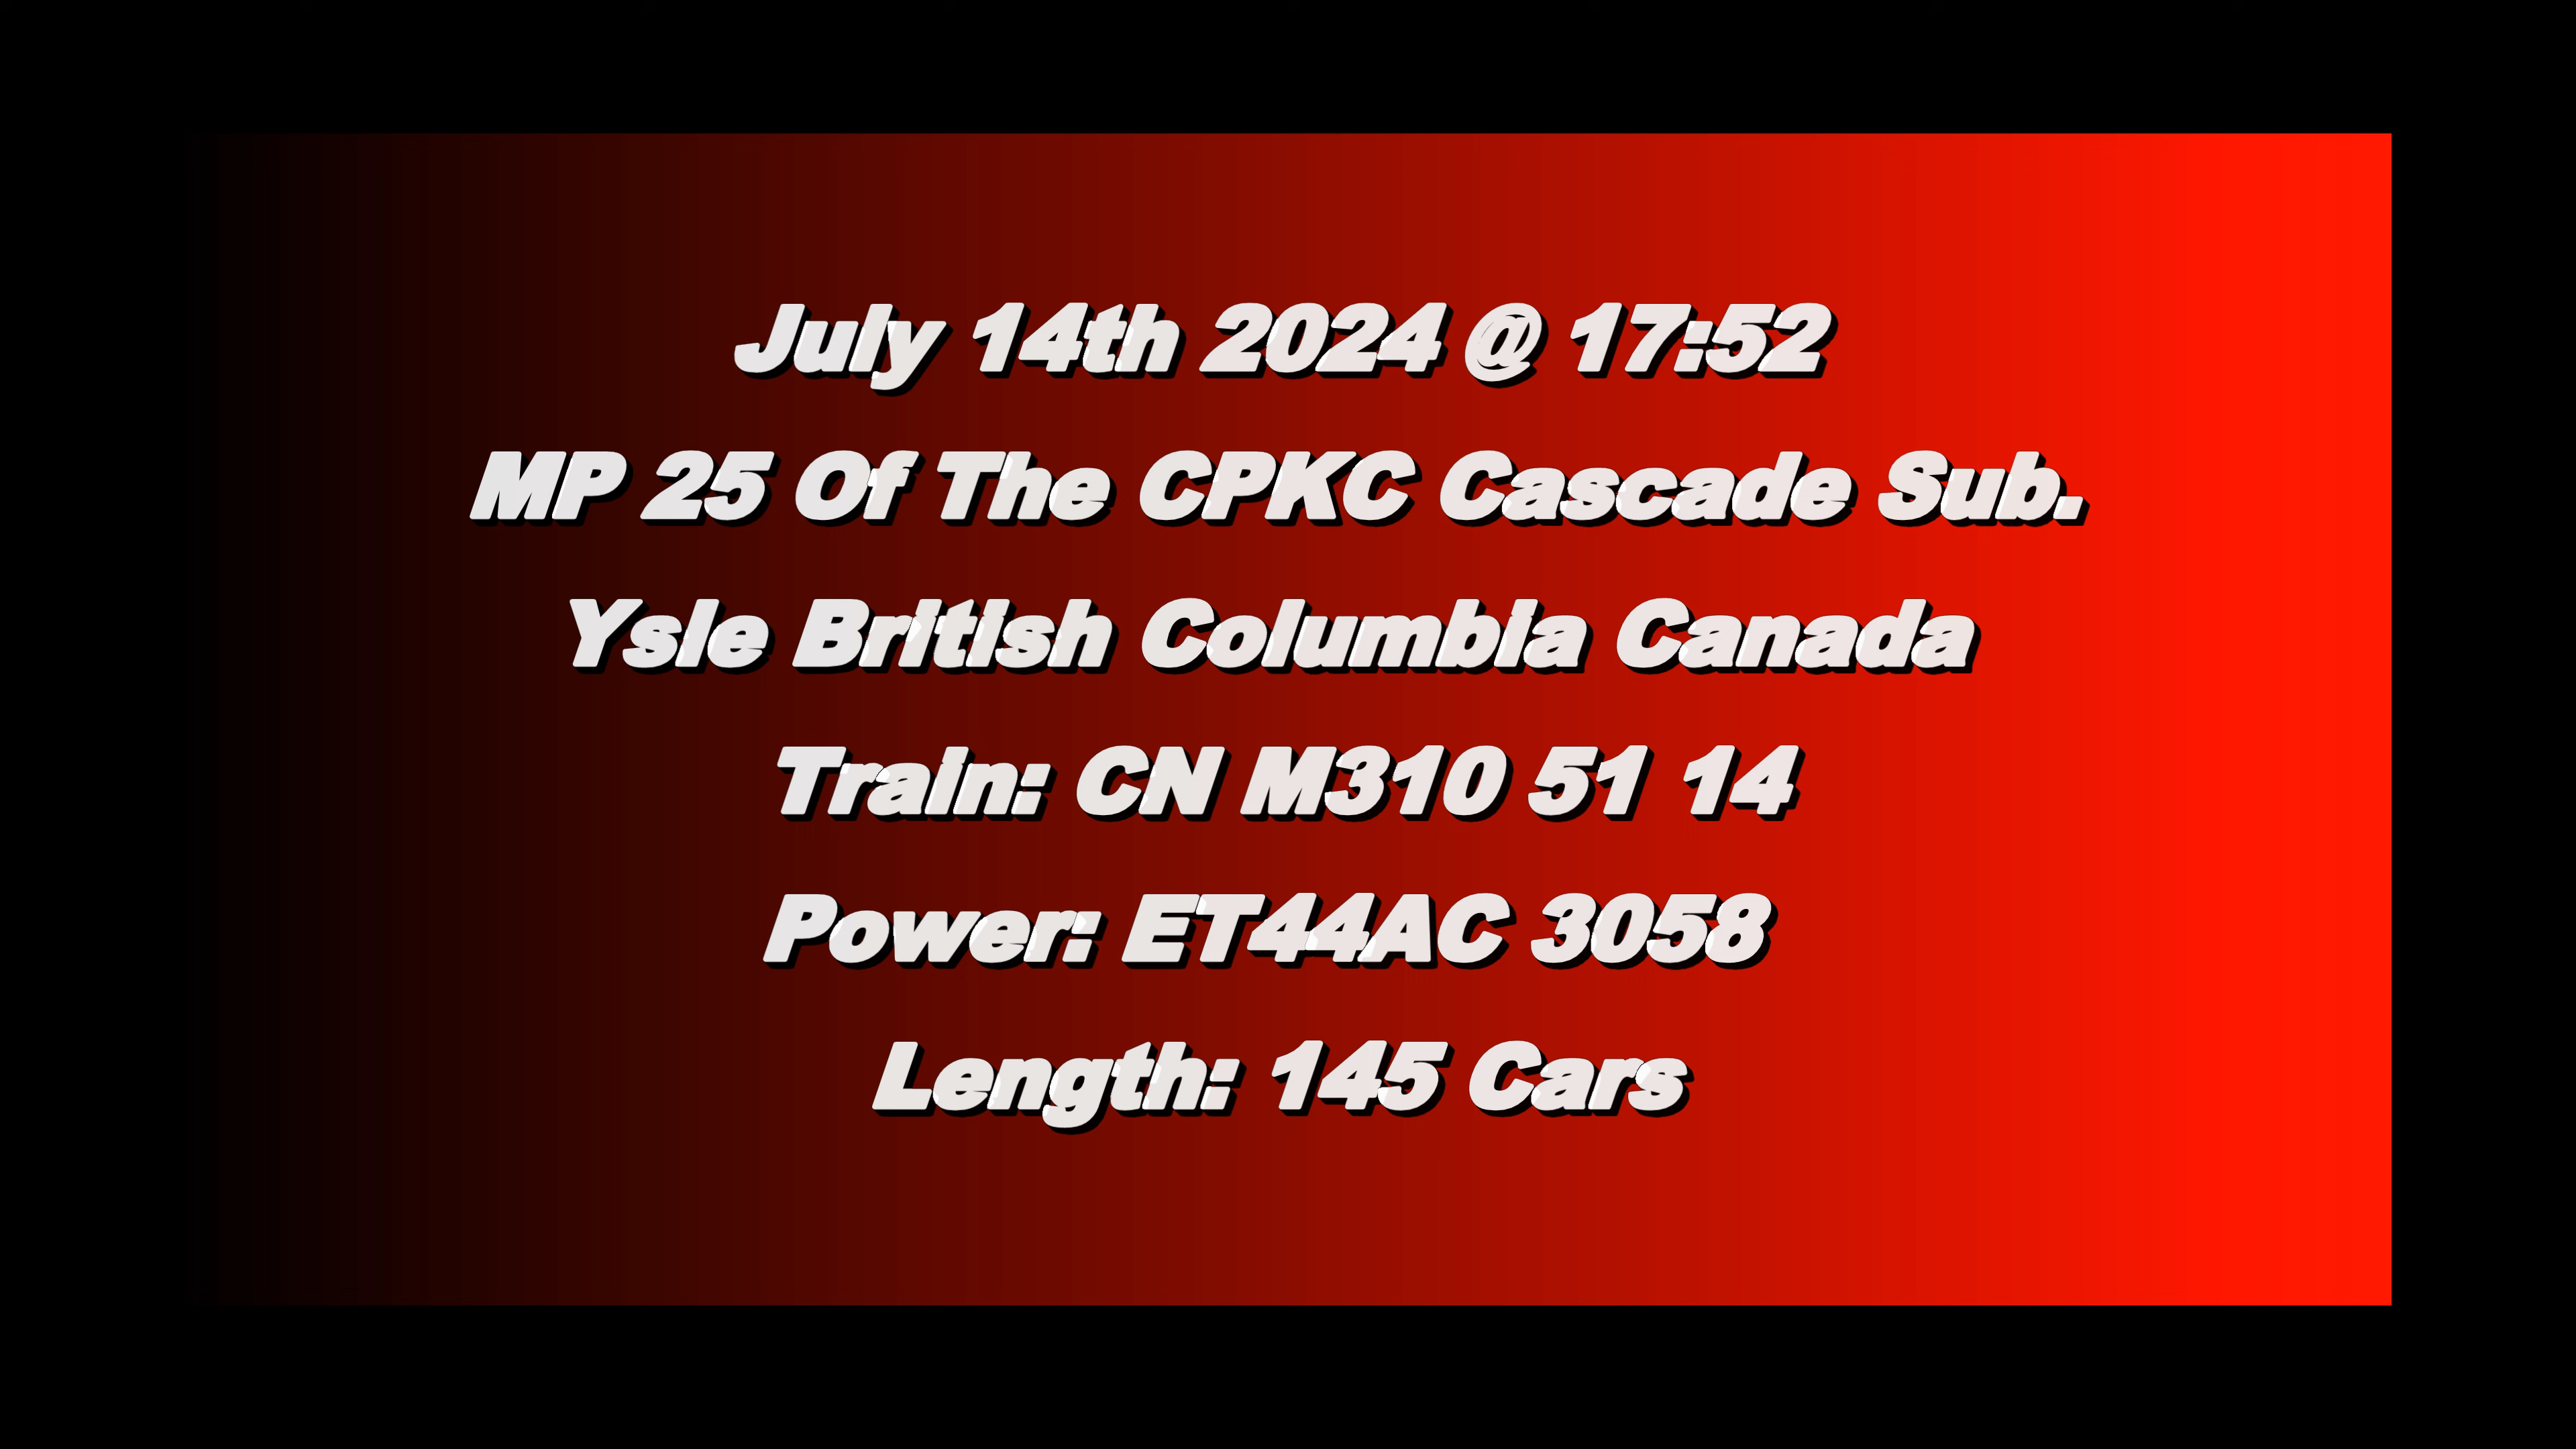 July 14th 2024 @ 17:52
MP 25 Of The CPKC Cascade Sub.
Ysle British Columbia Canada
Train: CN M310 51 14
Power: ET44AC 3058
Length: 145 Cars